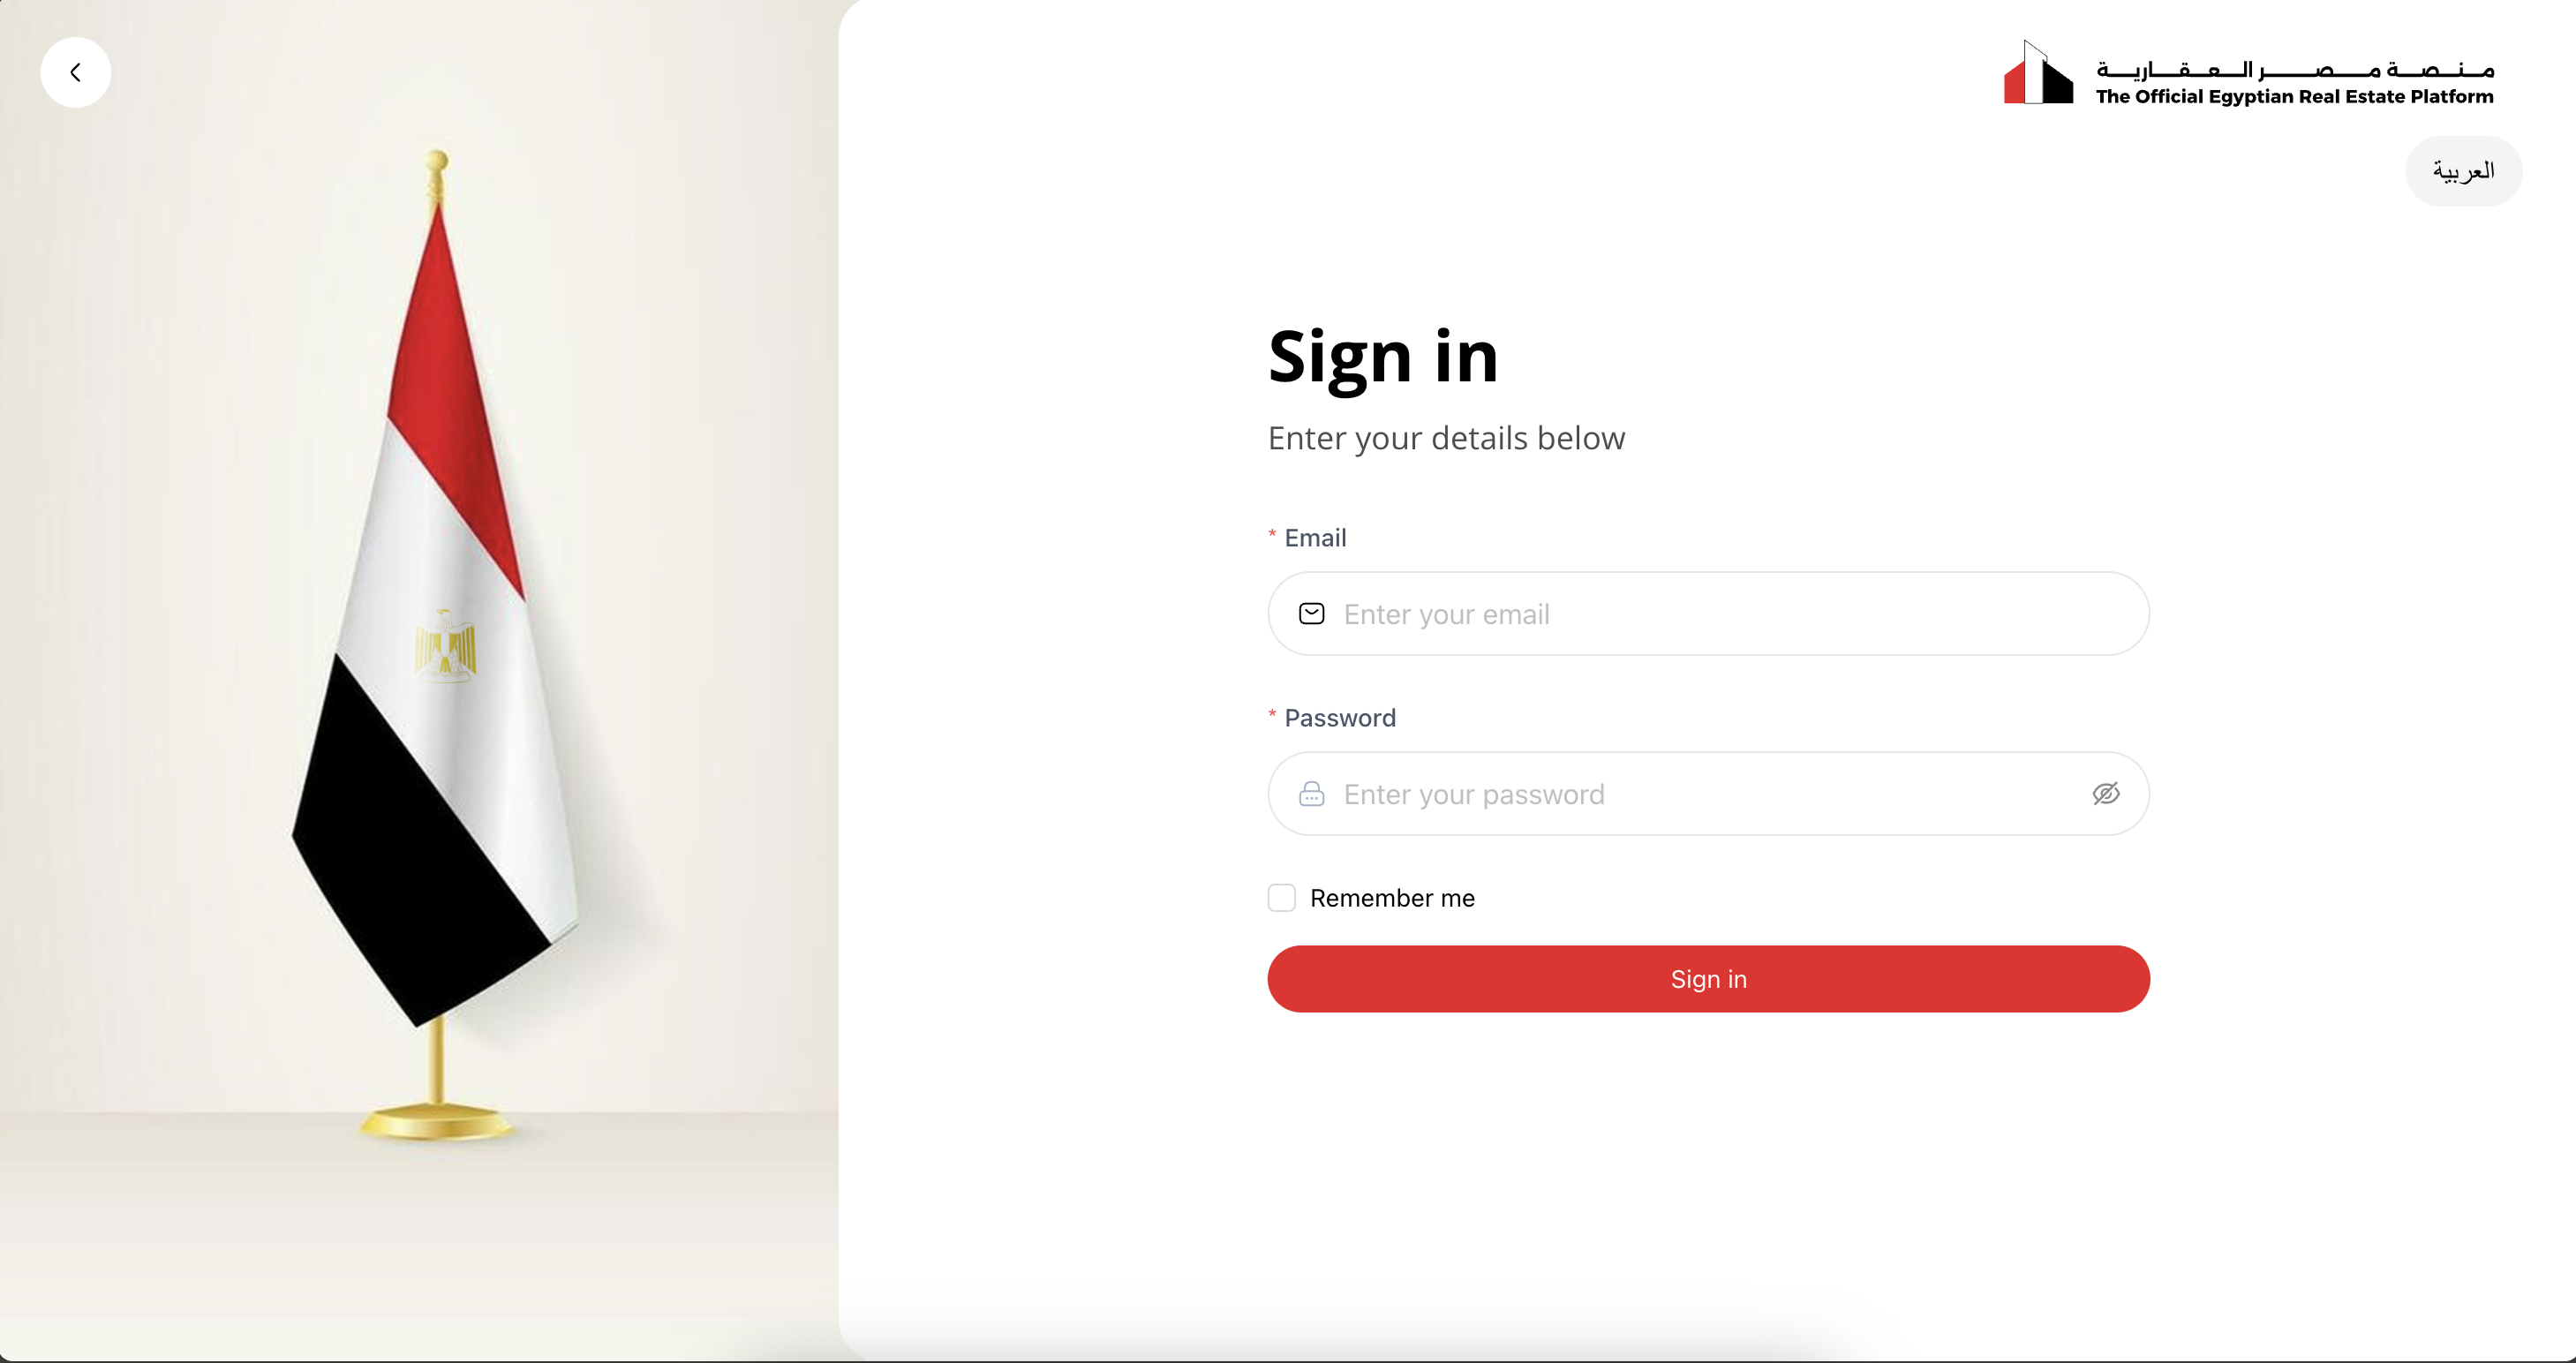 منصة مصر العقارية
The Official Egyptian Real Estate Platform
العربية
Sign in
Enter your details below
* Email
Enter your email
* Password
Enter your password
Remember me
Sign in